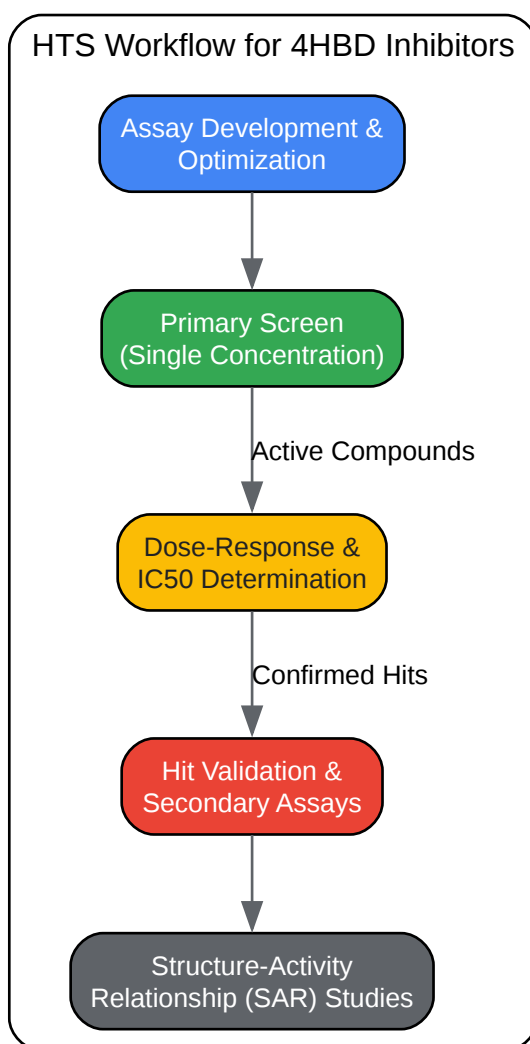 HTS Workflow for 4HBD Inhibitors
Assay Development &
Optimization
Primary Screen
(Single Concentration)
Active Compounds
Dose-Response &
IC50 Determination
Confirmed Hits
Hit Validation &
Secondary Assays
Structure-Activity
Relationship (SAR) Studies